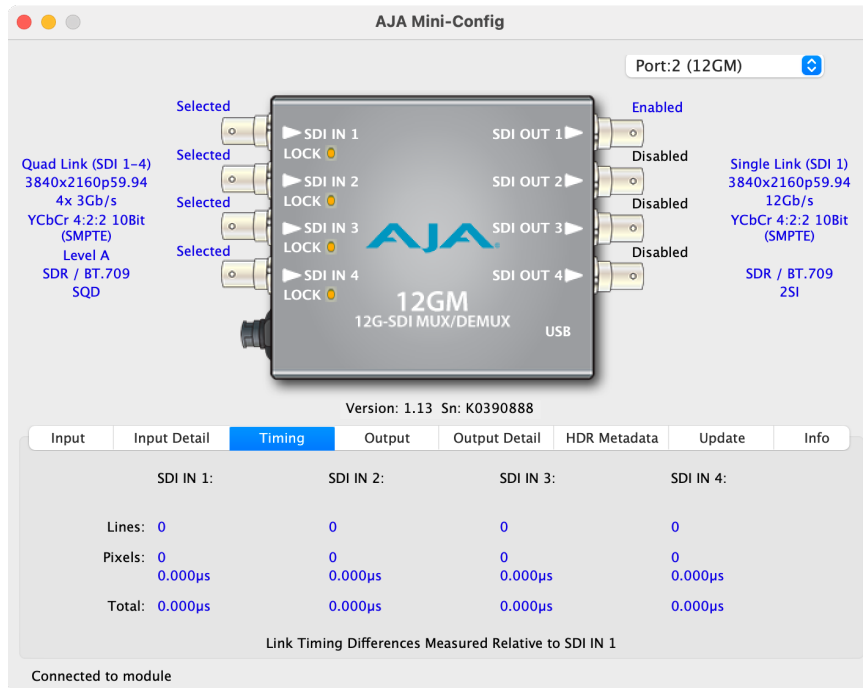 AJA Mini-Config
Port:2 (12GM)
Selected
Selected
Selected
Selected
Quad Link (SDI 1-4)
3840x2160p59.94
4x 3Gb/s
YCbCr 4:2:2 10Bit
(SMPTE)
Level A
SDR / BT.709
SQD
SDI IN 1
LOCK
SDI IN 2
LOCK
SDI IN 3
LOCK
SDI IN 4
LOCK
SDI OUT 1
SDI OUT 2
SDI OUT 3
SDI OUT 4
AJA
12GM
12G-SDI MUX/DEMUX
USB
Enabled
Disabled
Disabled
Disabled
Single Link (SDI 1)
3840x2160p59.94
12Gb/s
YCbCr 4:2:2 10Bit
(SMPTE)
SDR / BT.709
2SI
Version: 1.13 Sn: K0390888
Input Input Detail Timing Output Output Detail HDR Metadata Update Info
SDI IN 1: SDI IN 2: SDI IN 3: SDI IN 4:
Lines: 0 0 0 0
Pixels: 0 0 0 0
0.000µs 0.000µs 0.000µs 0.000µs
Total: 0.000µs 0.000µs 0.000µs 0.000µs
Link Timing Differences Measured Relative to SDI IN 1
Connected to module